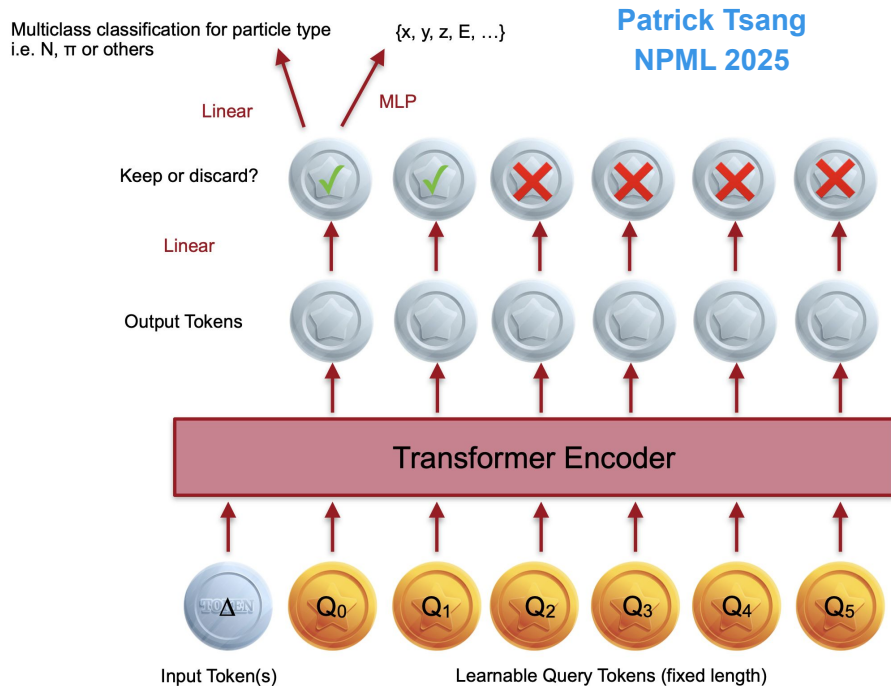 Patrick Tsang
NPML 2025
Multiclass classification for particle type
i.e. N, π or others
{x, y, z, E, …}
Linear
MLP
Keep or discard?
Linear
Output Tokens
Transformer Encoder
TOKEN
Δ
Q0
Q1
Q2
Q3
Q4
Q5
Input Token(s)
Learnable Query Tokens (fixed length)